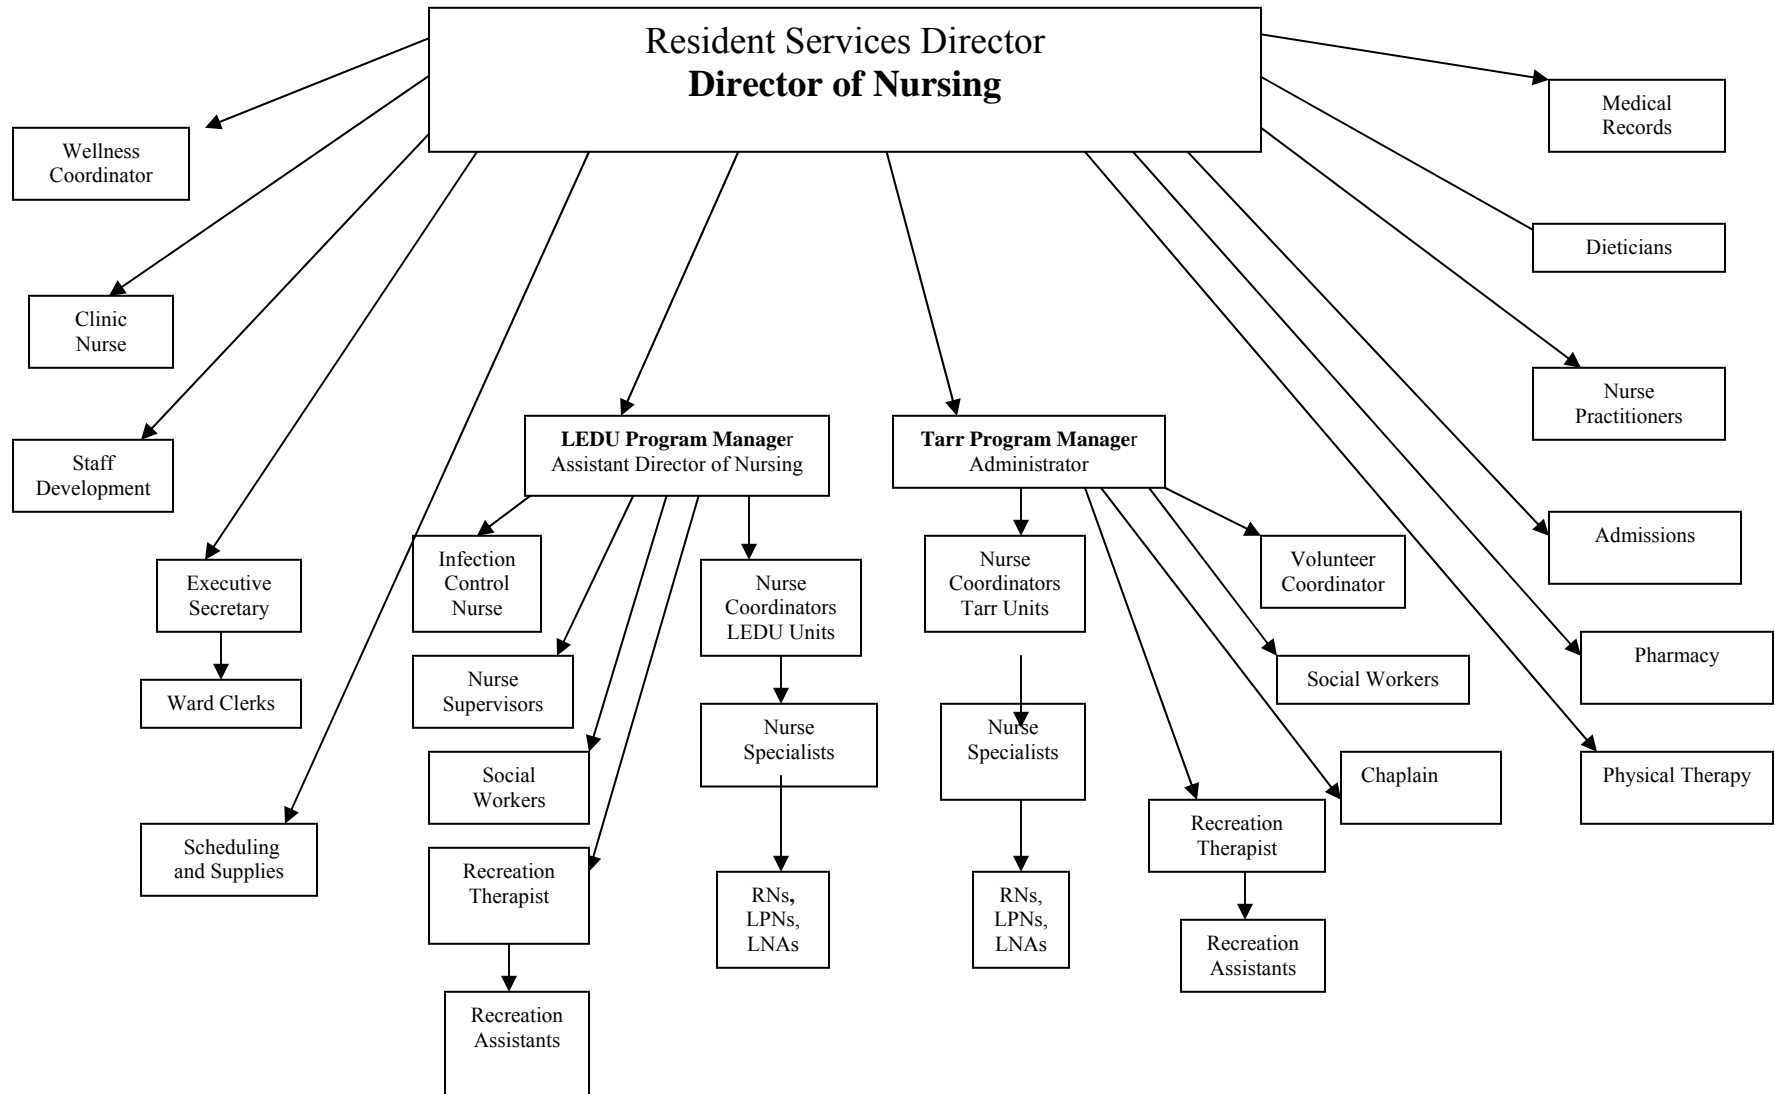 Resident Services Director
Director of Nursing
Medical
Records
Wellness
Coordinator
Dieticians
Clinic
Nurse
Nurse
Practitioners
LEDU Program Manager
Assistant Director of Nursing
Tarr Program Manager
Administrator
Staff
Development
Admissions
Executive
Secretary
Infection
Control
Nurse
Nurse
Coordinators
LEDU Units
Nurse
Coordinators
Tarr Units
Volunteer
Coordinator
Pharmacy
Ward Clerks
Nurse
Supervisors
Nurse
Specialists
Nurse
Specialists
Social Workers
Social
Workers
Chaplain
Physical Therapy
Scheduling
and Supplies
Recreation
Therapist
RNs,
LPNs,
LNAs
RNs,
LPNs,
LNAs
Recreation
Therapist
Recreation
Assistants
Recreation
Assistants